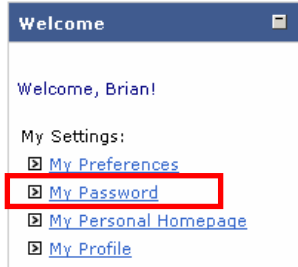 Welcome
Welcome, Brian!
My Settings:
My Preferences
My Password
My Personal Homepage
My Profile